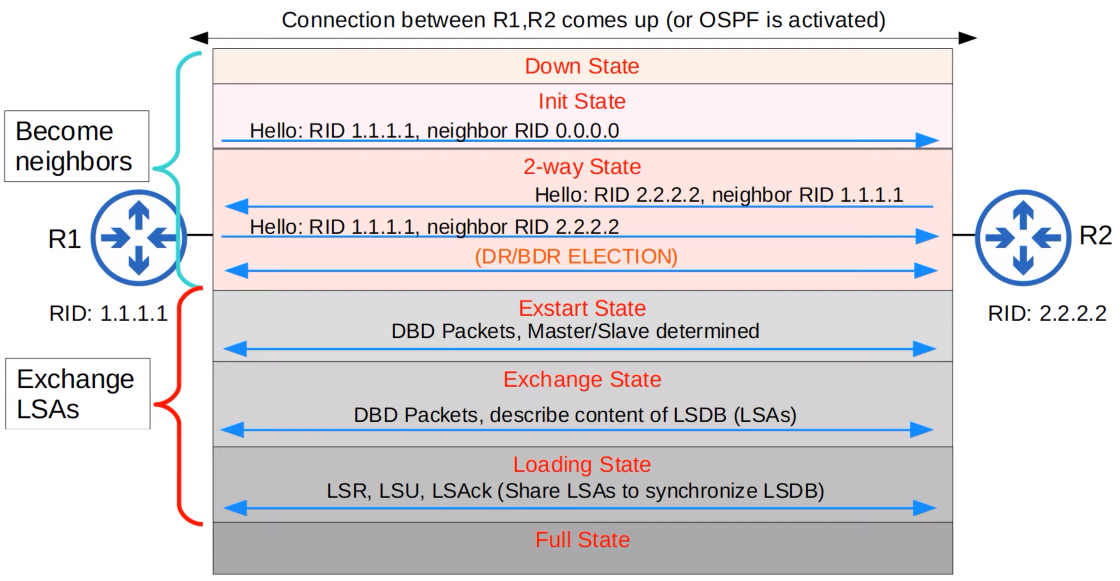 Connection between R1,R2 comes up (or OSPF is activated)
Down State
Init State
Hello: RID 1.1.1.1, neighbor RID 0.0.0.0
Become
neighbors
2-way State
Hello: RID 2.2.2.2, neighbor RID 1.1.1.1
Hello: RID 1.1.1.1, neighbor RID 2.2.2.2
(DR/BDR ELECTION)
R1
R2
RID: 1.1.1.1
RID: 2.2.2.2
Exstart State
DBD Packets, Master/Slave determined
Exchange
LSAs
Exchange State
DBD Packets, describe content of LSDB (LSAs)
Loading State
LSR, LSU, LSAck (Share LSAs to synchronize LSDB)
Full State